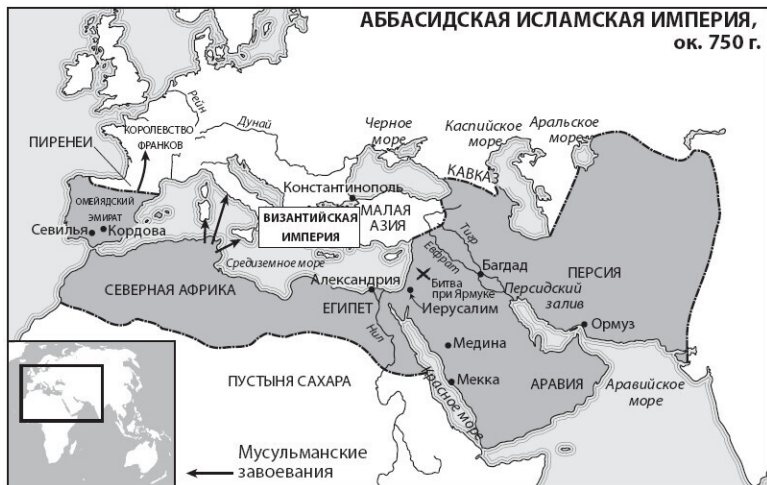 АББАСИДСКАЯ ИСЛАМСКАЯ ИМПЕРИЯ,
ок. 750 г.
Рейн
КОРОЛЕВСТВО
ФРАНКОВ
Дунай
Черное
море
Каспийское
море
Аральское
море
ПИРЕНЕИ
КАВКАЗ
ОМЕЙЯДСКИЙ
ЭМИРАТ
Севилья
Кордова
Константинополь
ВИЗАНТИЙСКАЯ
ИМПЕРИЯ
МАЛАЯ
АЗИЯ
Тигр
Евфрат
Багдад
ПЕРСИЯ
Средиземное море
СЕВЕРНАЯ АФРИКА
Александрия
ЕГИПЕТ
Нил
Битва
при Ярмуке
Иерусалим
Персидский
залив
Ормуз
Медина
Мекка
АРАВИЯ
Красное море
Аравийское
море
ПУСТЫНЯ САХАРА
Мусульманские
завоевания